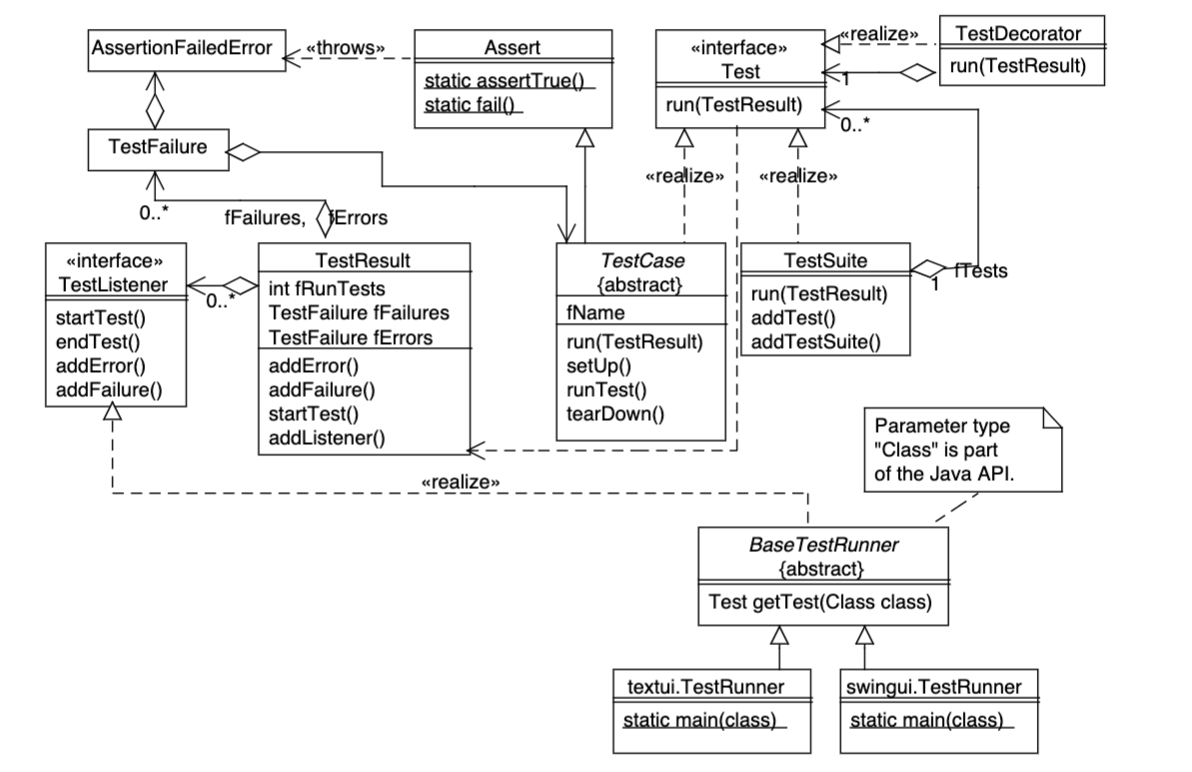 AssertionFailedError
«throws»
Assert
static assertTrue()
static fail()
«interface»
Test
run(TestResult)
«realize»
TestDecorator
run(TestResult)
1
0..*
TestFailure
«realize»
«realize»
0..*
fFailures,
fErrors
«interface»
TestListener
startTest()
endTest()
addError()
addFailure()
0..*
TestResult
int fRunTests
TestFailure fFailures
TestFailure fErrors
addError()
addFailure()
startTest()
addListener()
TestCase
{abstract}
fName
run(TestResult)
setUp()
runTest()
tearDown()
TestSuite
run(TestResult)
addTest()
addTestSuite()
1
fTests
Parameter type
"Class" is part
of the Java API.
«realize»
BaseTestRunner
{abstract}
Test getTest(Class class)
textui.TestRunner
static main(class)
swingui.TestRunner
static main(class)